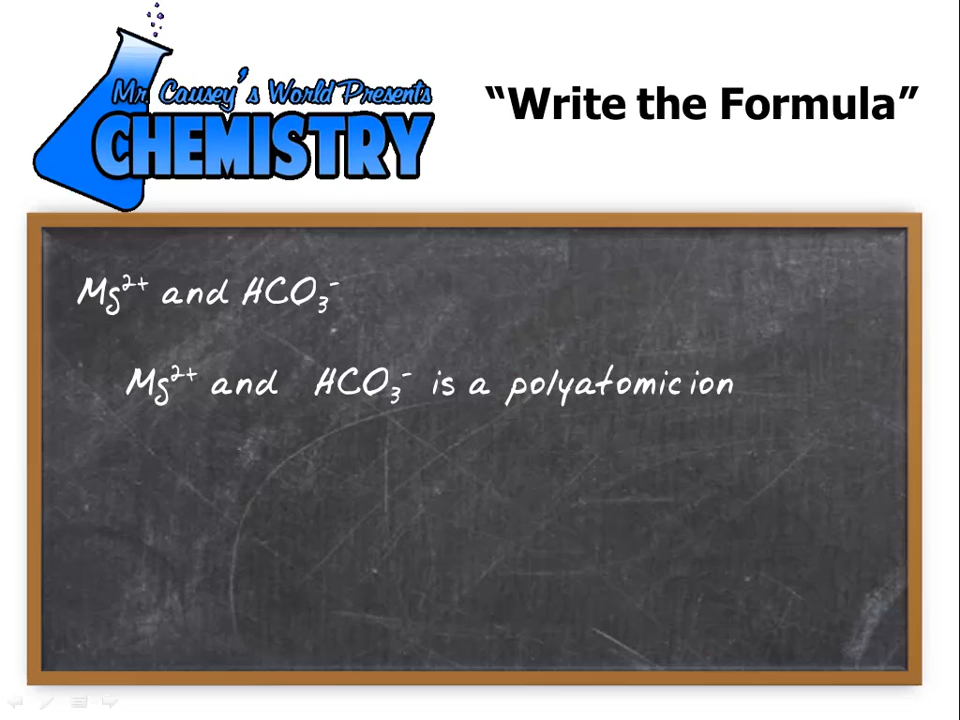 Mr. Causey's World Presents
CHEMISTRY
“Write the Formula”
Mg²⁺ and HCO₃⁻
Mg²⁺ and HCO₃⁻ is a polyatomic ion